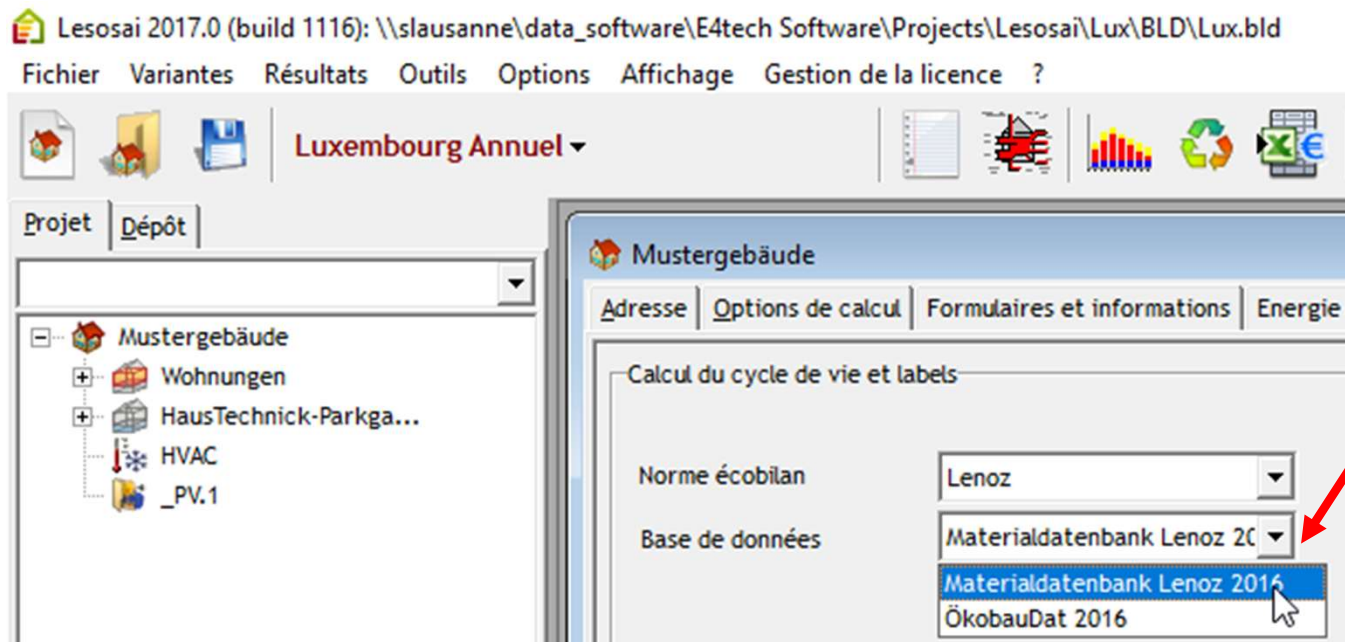 Lesosai 2017.0 (build 1116): \\slausanne\data_software\E4tech Software\Projects\Lesosai\Lux\BLD\Lux.bld
Fichier Variantes Résultats Outils Options Affichage Gestion de la licence ?
Luxembourg Annuel
Projet Dépôt
Mustergebäude
Wohnungen
HausTechnick-Parkga...
HVAC
_PV.1
Mustergebäude
Adresse Options de calcul Formulaires et informations Energie
Calcul du cycle de vie et labels
Norme écobilan Lenoz
Base de données Materialdatenbank Lenoz 20
Materialdatenbank Lenoz 2016
ÖkobauDat 2016